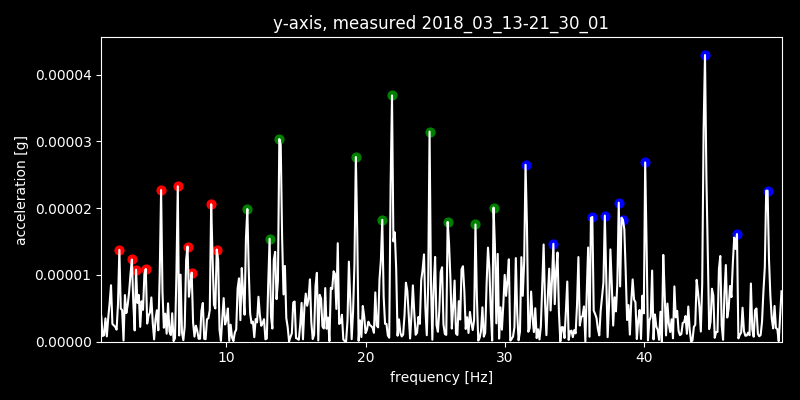 y-axis, measured 2018_03_13-21_30_01
acceleration [g]
0.00004
0.00003
0.00002
0.00001
0.00000
10 20 30 40
frequency [Hz]